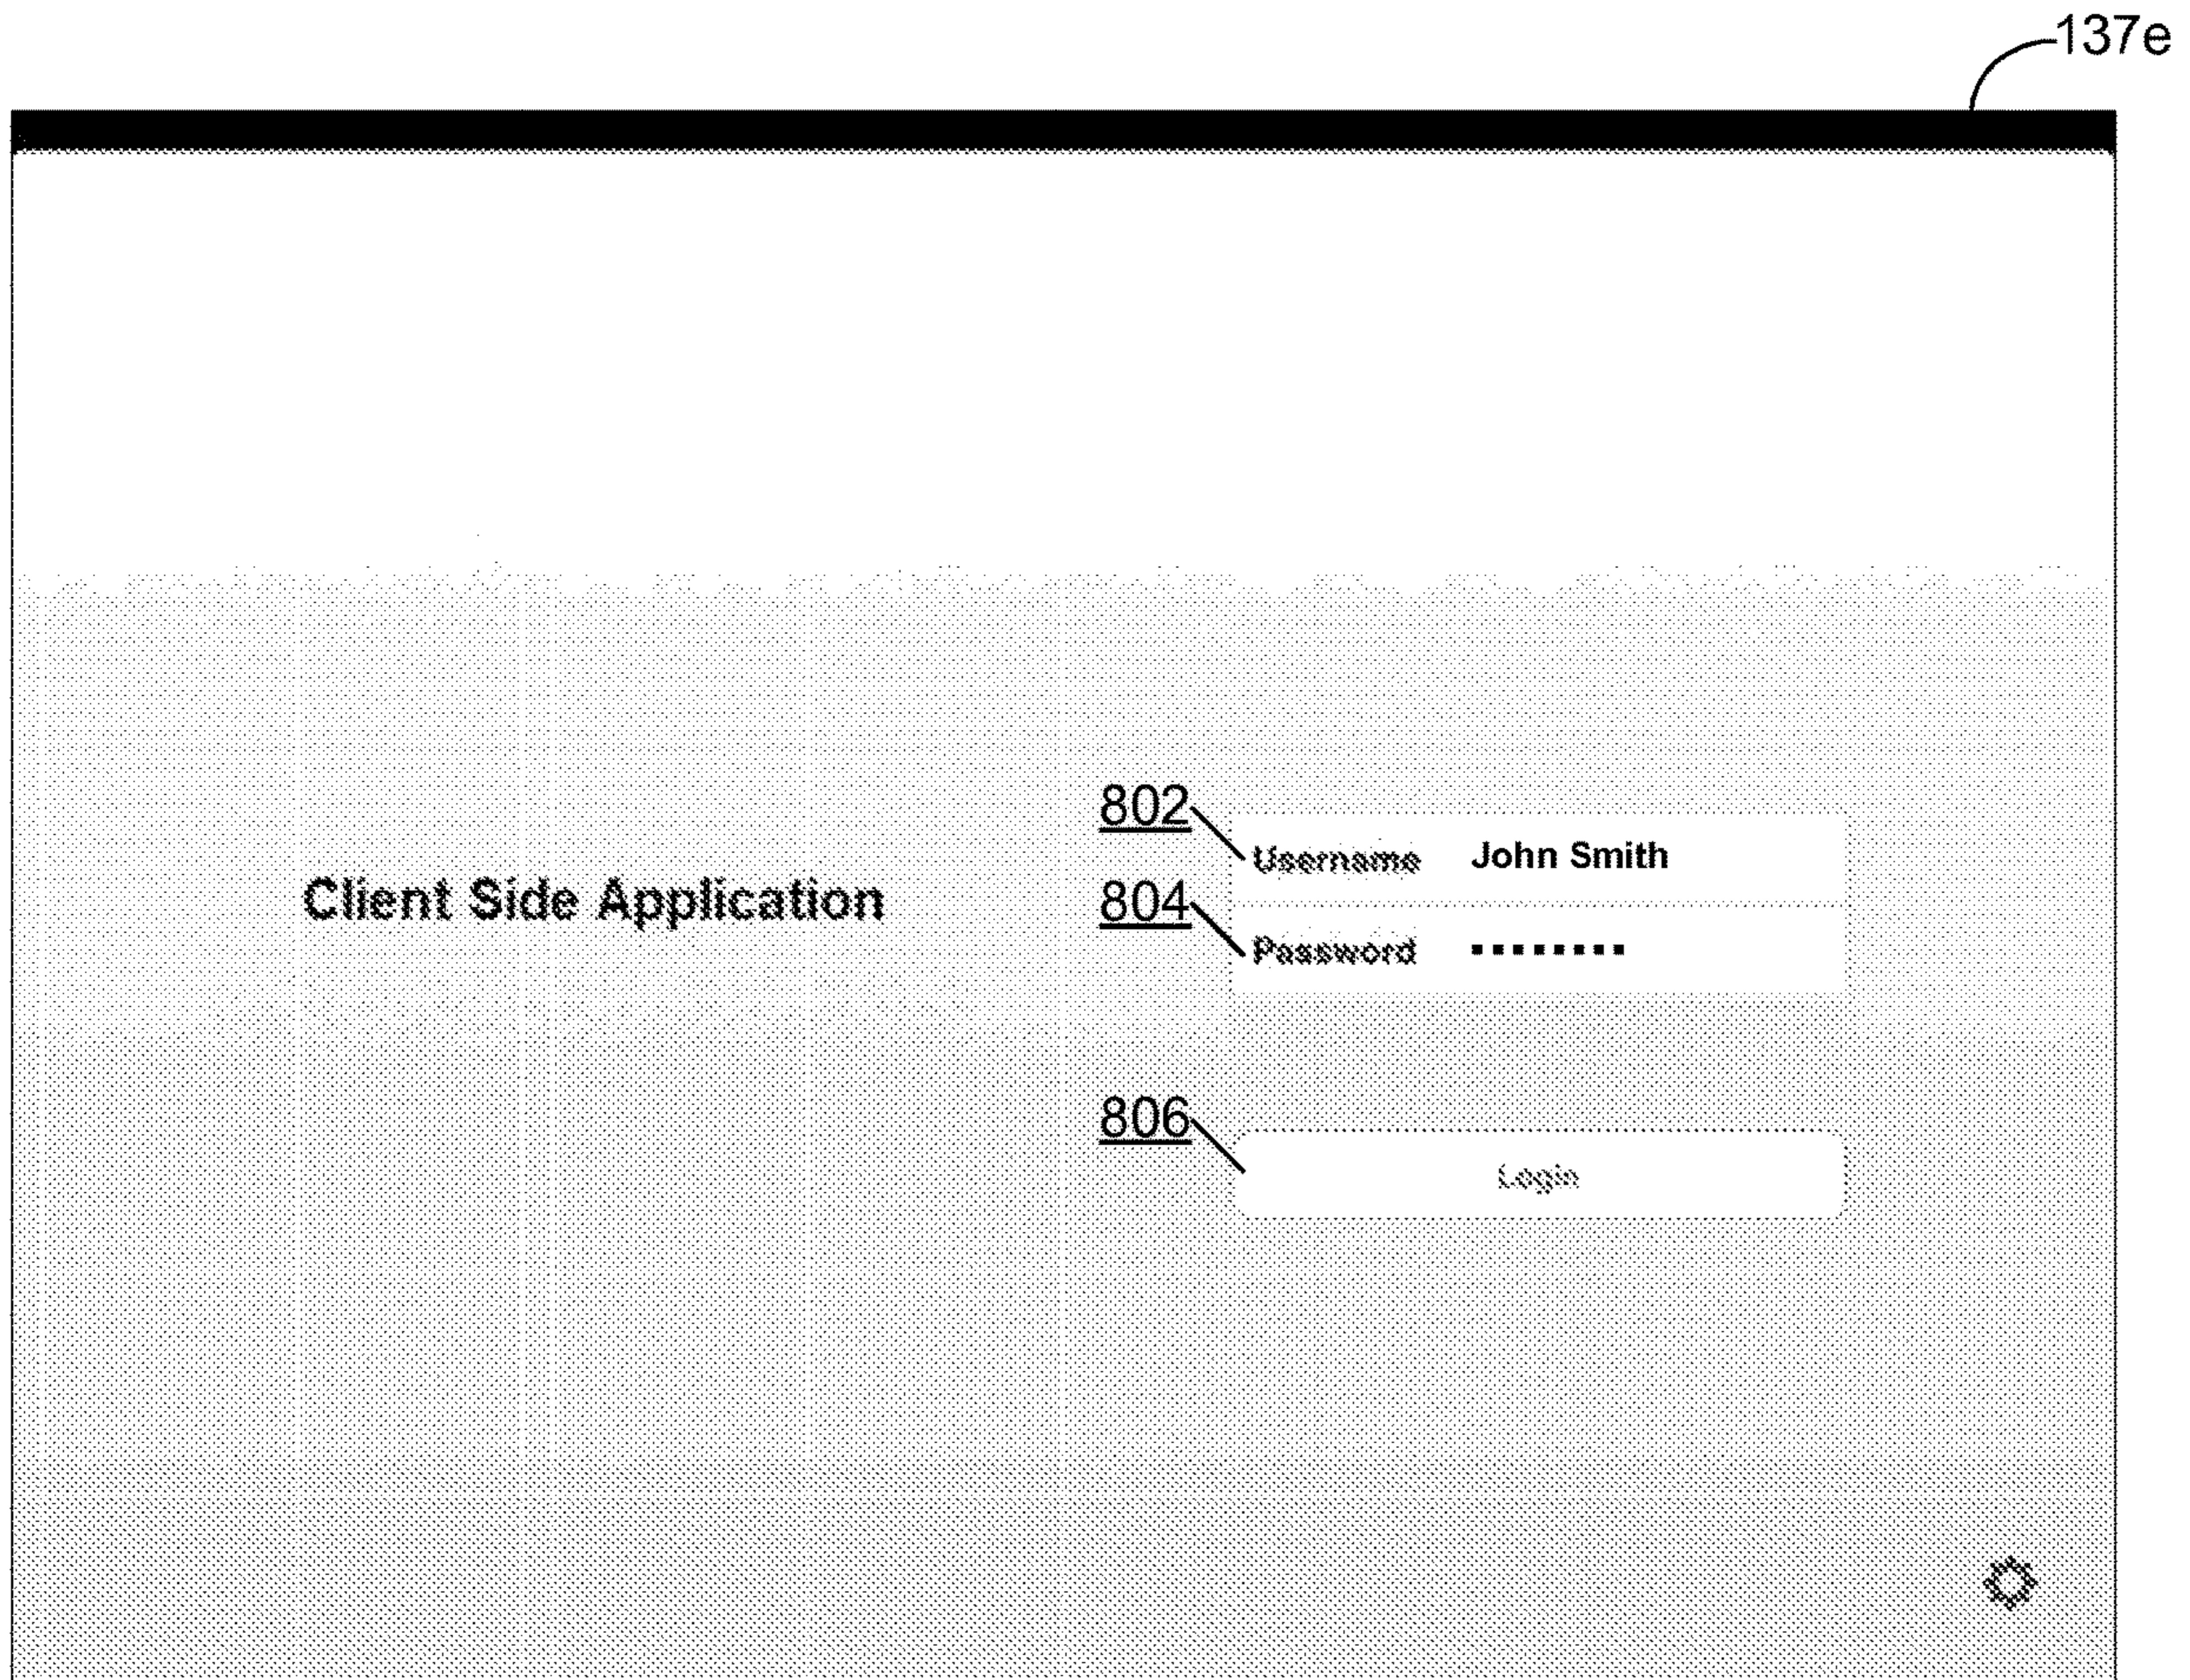 137e
802
Username John Smith
Client Side Application
804
Password ▪▪▪▪▪▪▪▪
806
Login